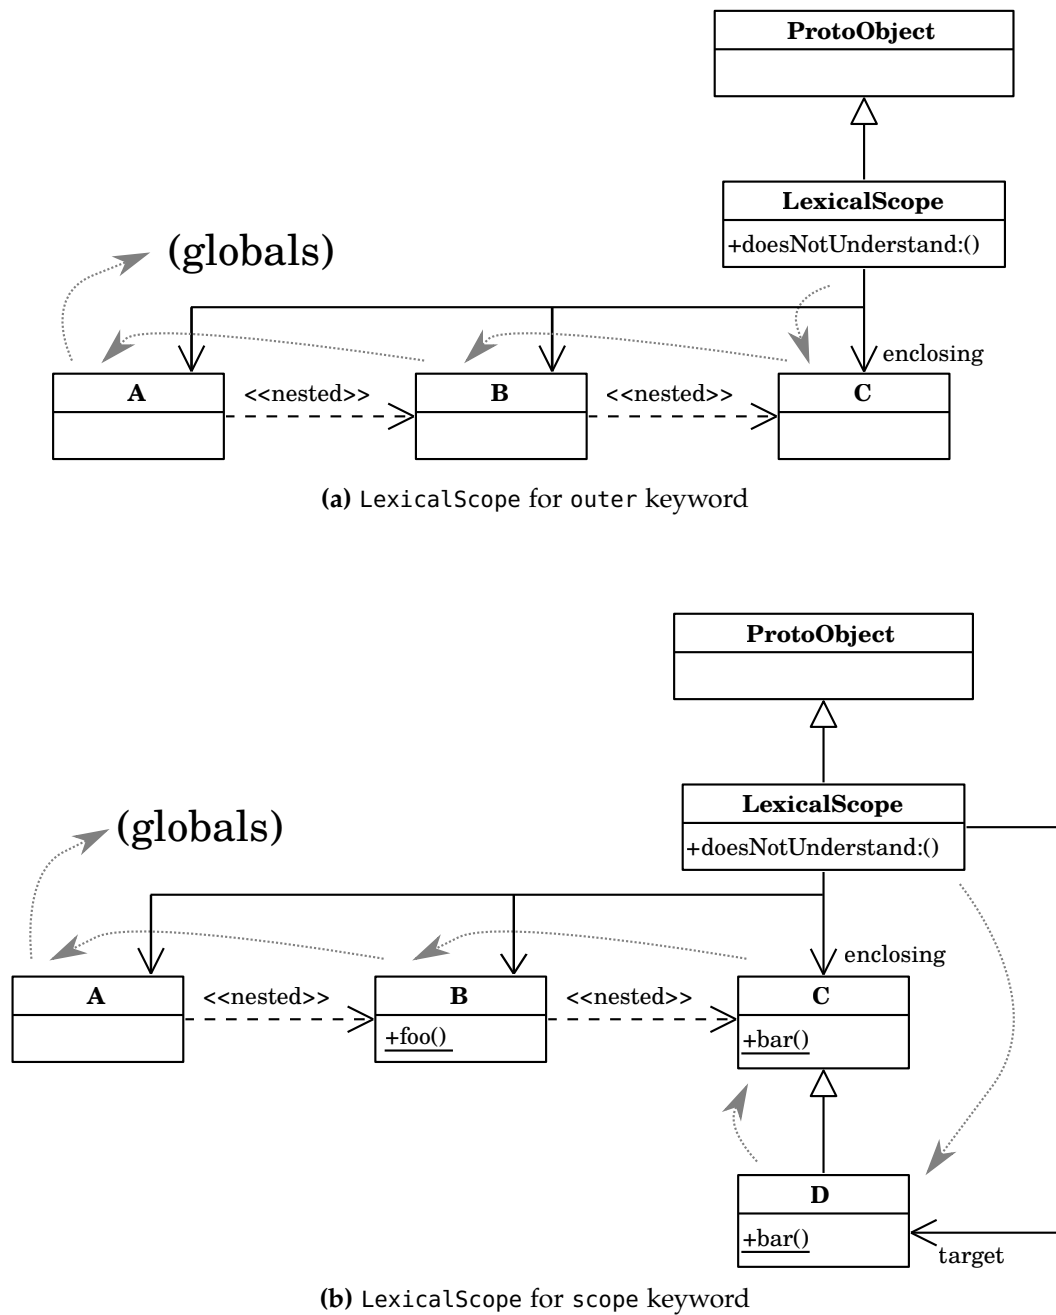 ProtoObject
LexicalScope
+doesNotUnderstand:()
(globals)
enclosing
A <<nested>> B <<nested>> C
(a) LexicalScope for outer keyword
ProtoObject
LexicalScope
+doesNotUnderstand:()
(globals)
enclosing
A <<nested>> B <<nested>> C
+foo() +bar()
D
+bar()
target
(b) LexicalScope for scope keyword